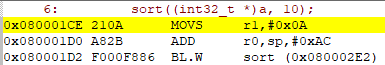 6: sort((int32_t *)a, 10);
0x080001CE 210A MOVS r1,#0x0A
0x080001D0 A82B ADD r0,sp,#0xAC
0x080001D2 F000F886 BL.W sort (0x080002E2)